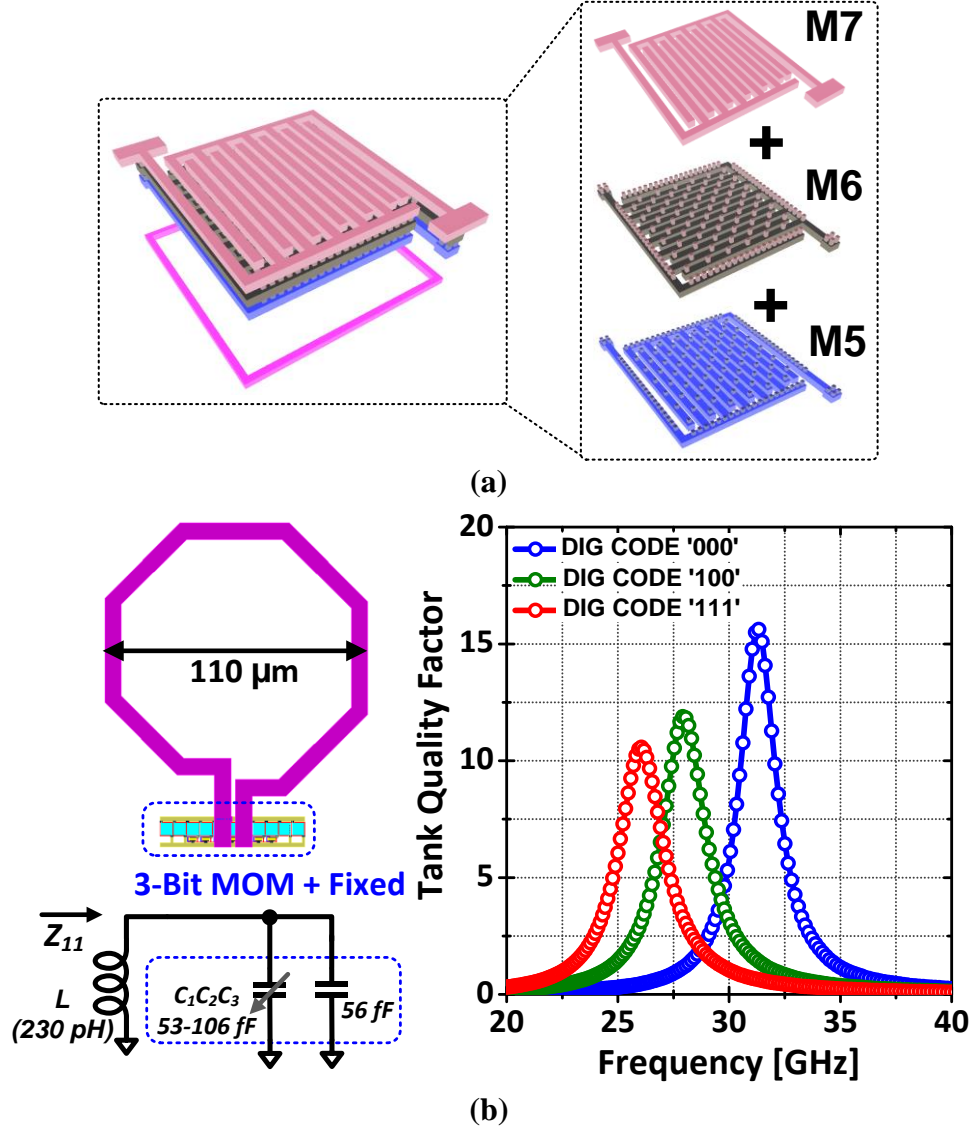 M7
+
M6
+
M5
(a)
110 µm
3-Bit MOM + Fixed
Z11
L
(230 pH)
C1C2C3
53-106 fF
56 fF
DIG CODE '000'
DIG CODE '100'
DIG CODE '111'
Tank Quality Factor
20
15
10
5
0
20 25 30 35 40
Frequency [GHz]
(b)